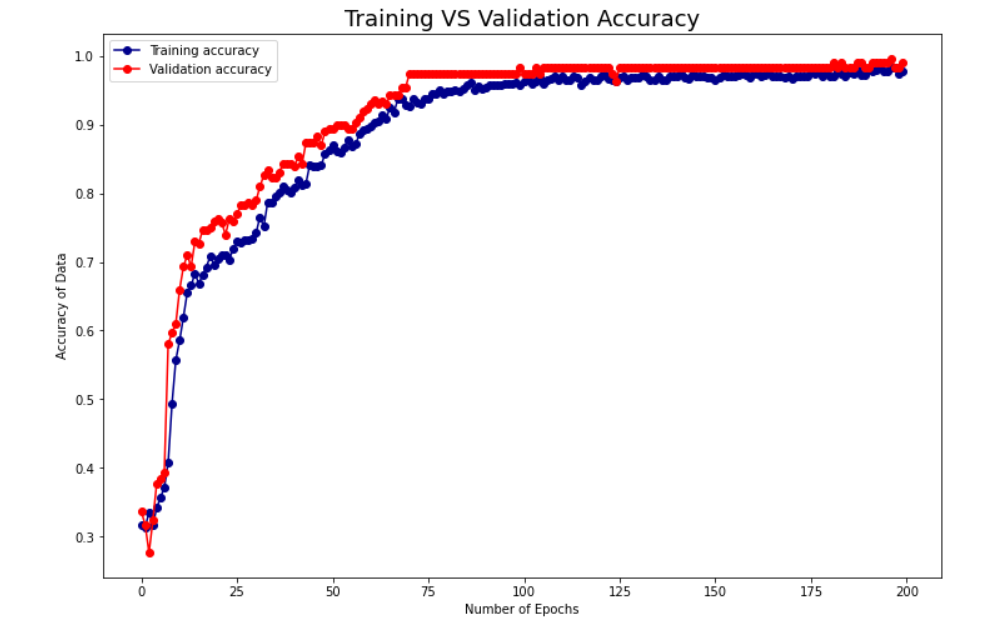 Training VS Validation Accuracy
Training accuracy
Validation accuracy
Accuracy of Data
1.0
0.9
0.8
0.7
0.6
0.5
0.4
0.3
0 25 50 75 100 125 150 175 200
Number of Epochs